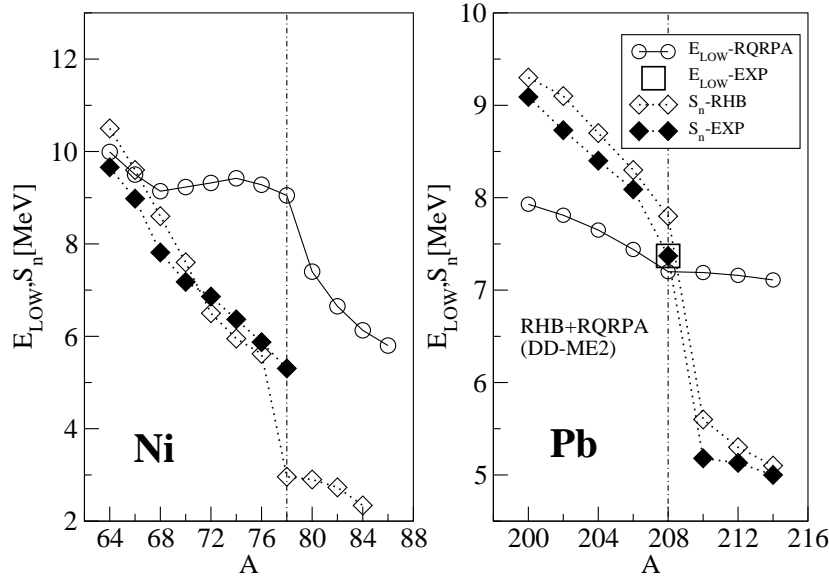 E_LOW,S_n[MeV]
12
10
8
6
4
2
64 68 72 76 80 84 88
A
Ni
E_LOW,S_n[MeV]
10
9
8
7
6
5
200 204 208 212 216
A
E_LOW-RQRPA
E_LOW-EXP
S_n-RHB
S_n-EXP
RHB+RQRPA
(DD-ME2)
Pb